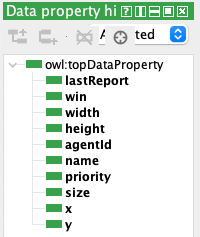 Data property hi
owl:topDataProperty
lastReport
win
width
height
agentId
name
priority
size
x
y